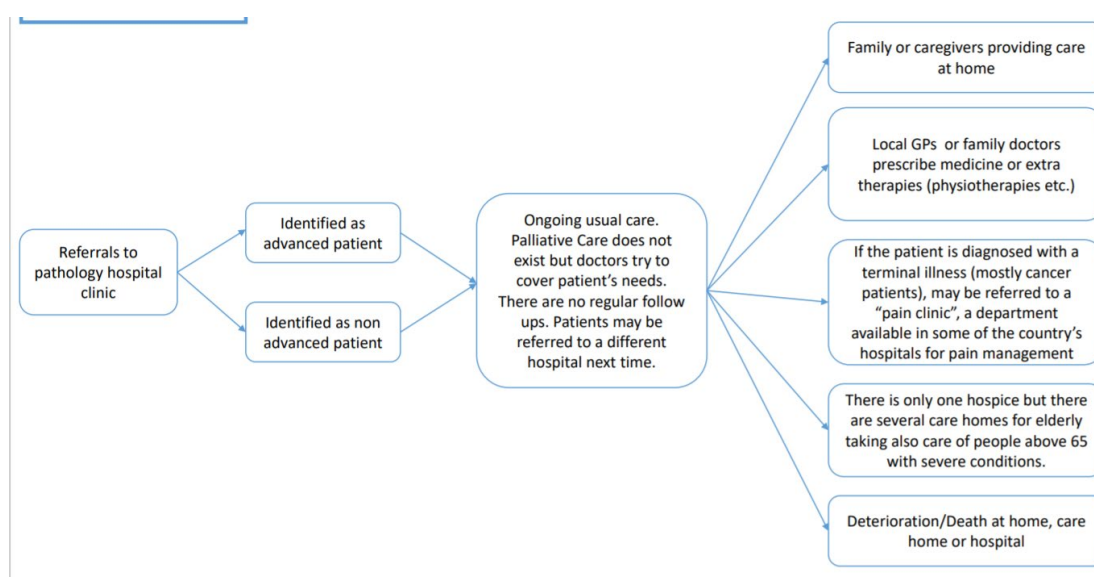 Referrals to
pathology hospital
clinic
Identified as
advanced patient
Identified as non
advanced patient
Ongoing usual care.
Palliative Care does not
exist but doctors try to
cover patient’s needs.
There are no regular follow
ups. Patients may be
referred to a different
hospital next time.
Family or caregivers providing care
at home
Local GPs or family doctors
prescribe medicine or extra
therapies (physiotherapies etc.)
If the patient is diagnosed with a
terminal illness (mostly cancer
patients), may be referred to a
“pain clinic”, a department
available in some of the country’s
hospitals for pain management
There is only one hospice but there
are several care homes for elderly
taking also care of people above 65
with severe conditions.
Deterioration/Death at home, care
home or hospital